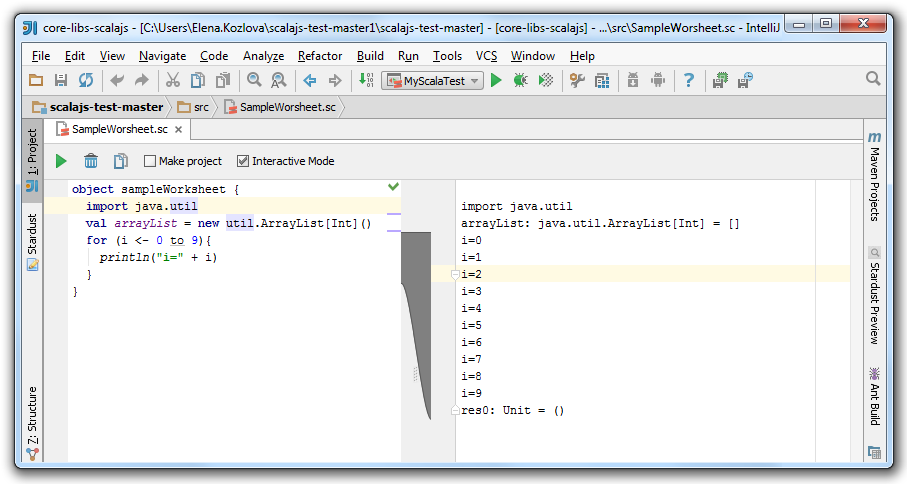 core-libs-scalajs - [C:\Users\Elena.Kozlova\scalajs-test-master1\scalajs-test-master] - [core-libs-scalajs] - ...\src\SampleWorsheet.sc - IntelliJ
File Edit View Navigate Code Analyze Refactor Build Run Tools VCS Window Help
MyScalaTest
scalajs-test-master src SampleWorsheet.sc
1: Project
Stardust
Z: Structure
SampleWorsheet.sc
Make project Interactive Mode
object sampleWorksheet {
import java.util
val arrayList = new util.ArrayList[Int]()
for (i <- 0 to 9){
println("i=" + i)
}
}
import java.util
arrayList: java.util.ArrayList[Int] = []
i=0
i=1
i=2
i=3
i=4
i=5
i=6
i=7
i=8
i=9
res0: Unit = ()
m Maven Projects
Stardust Preview
Ant Build